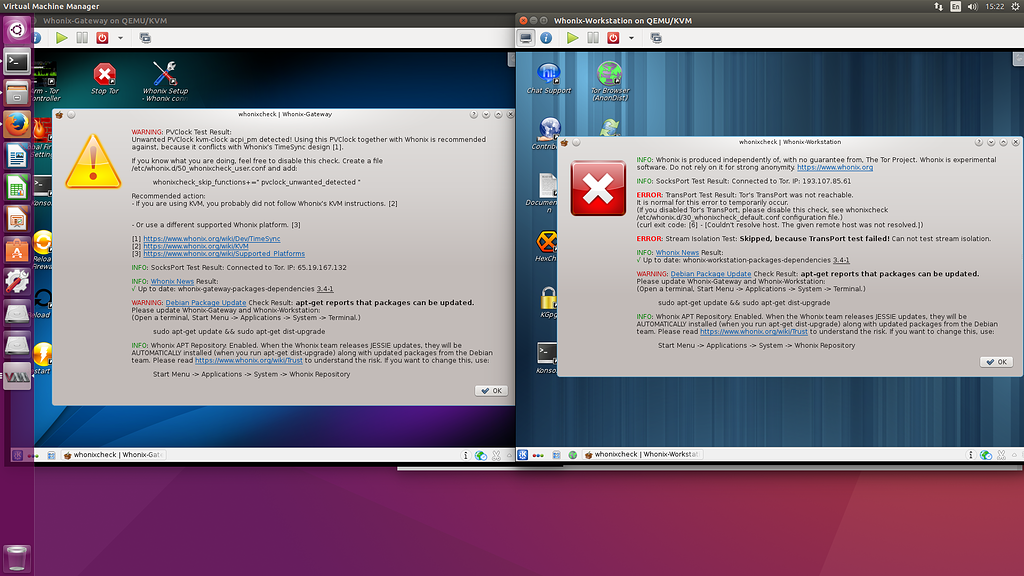 Virtual Machine Manager
En
15:22
Whonix-Gateway on QEMU/KVM
Stop Tor
Whonix Setup
- Whonix con
whonixcheck | Whonix-Gateway
WARNING: PVClock Test Result:
Unwanted PVClock kvm-clock acpi_pm detected! Using this PVClock together with Whonix is recommended
against, because it conflicts with Whonix's TimeSync design [1].
If you know what you are doing, feel free to disable this check. Create a file
/etc/whonix.d/50_whonixcheck_user.conf and add:
whonixcheck_skip_functions+=" pvclock_unwanted_detected "
Recommended action:
- If you are using KVM, you probably did not follow Whonix's KVM instructions. [2]
- Or use a different supported Whonix platform. [3]
[1] https://www.whonix.org/wiki/Dev/TimeSync
[2] https://www.whonix.org/wiki/KVM
[3] https://www.whonix.org/wiki/Supported_Platforms
INFO: SocksPort Test Result: Connected to Tor. IP: 65.19.167.132
INFO: Whonix News Result:
√ Up to date: whonix-gateway-packages-dependencies 3.4-1
WARNING: Debian Package Update Check Result: apt-get reports that packages can be updated.
Please update Whonix-Gateway and Whonix-Workstation:
(Open a terminal, Start Menu -> Applications -> System -> Terminal.)
sudo apt-get update && sudo apt-get dist-upgrade
INFO: Whonix APT Repository: Enabled. When the Whonix team releases JESSIE updates, they will be
AUTOMATICALLY installed (when you run apt-get dist-upgrade) along with updated packages from the Debian
team. Please read https://www.whonix.org/wiki/Trust to understand the risk. If you want to change this, use:
Start Menu -> Applications -> System -> Whonix Repository
OK
whonixcheck | Whonix-Gate
Whonix-Workstation on QEMU/KVM
Chat Support
Tor Browser
(AnonDist)
Contrib
Documen
n
HexCh
KGp
Konso
whonixcheck | Whonix-Workstation
INFO: Whonix is produced independently of, with no guarantee from, The Tor Project. Whonix is experimental
software. Do not rely on it for strong anonymity. https://www.whonix.org
INFO: SocksPort Test Result: Connected to Tor. IP: 193.107.85.61
ERROR: TransPort Test Result: Tor's TransPort was not reachable.
It is normal for this error to temporarily occur.
(If you disabled Tor's TransPort, please disable this check, see whonixcheck
/etc/whonix.d/30_whonixcheck_default.conf configuration file.)
(curl exit code: [6] - [Couldn't resolve host. The given remote host was not resolved.])
ERROR: Stream Isolation Test: Skipped, because TransPort test failed! Can not test stream isolation.
INFO: Whonix News Result:
√ Up to date: whonix-workstation-packages-dependencies 3.4-1
WARNING: Debian Package Update Check Result: apt-get reports that packages can be updated.
Please update Whonix-Gateway and Whonix-Workstation:
(Open a terminal, Start Menu -> Applications -> System -> Terminal.)
sudo apt-get update && sudo apt-get dist-upgrade
INFO: Whonix APT Repository: Enabled. When the Whonix team releases JESSIE updates, they will be
AUTOMATICALLY installed (when you run apt-get dist-upgrade) along with updated packages from the Debian
team. Please read https://www.whonix.org/wiki/Trust to understand the risk. If you want to change this, use:
Start Menu -> Applications -> System -> Whonix Repository
OK
whonixcheck | Whonix-Workstat